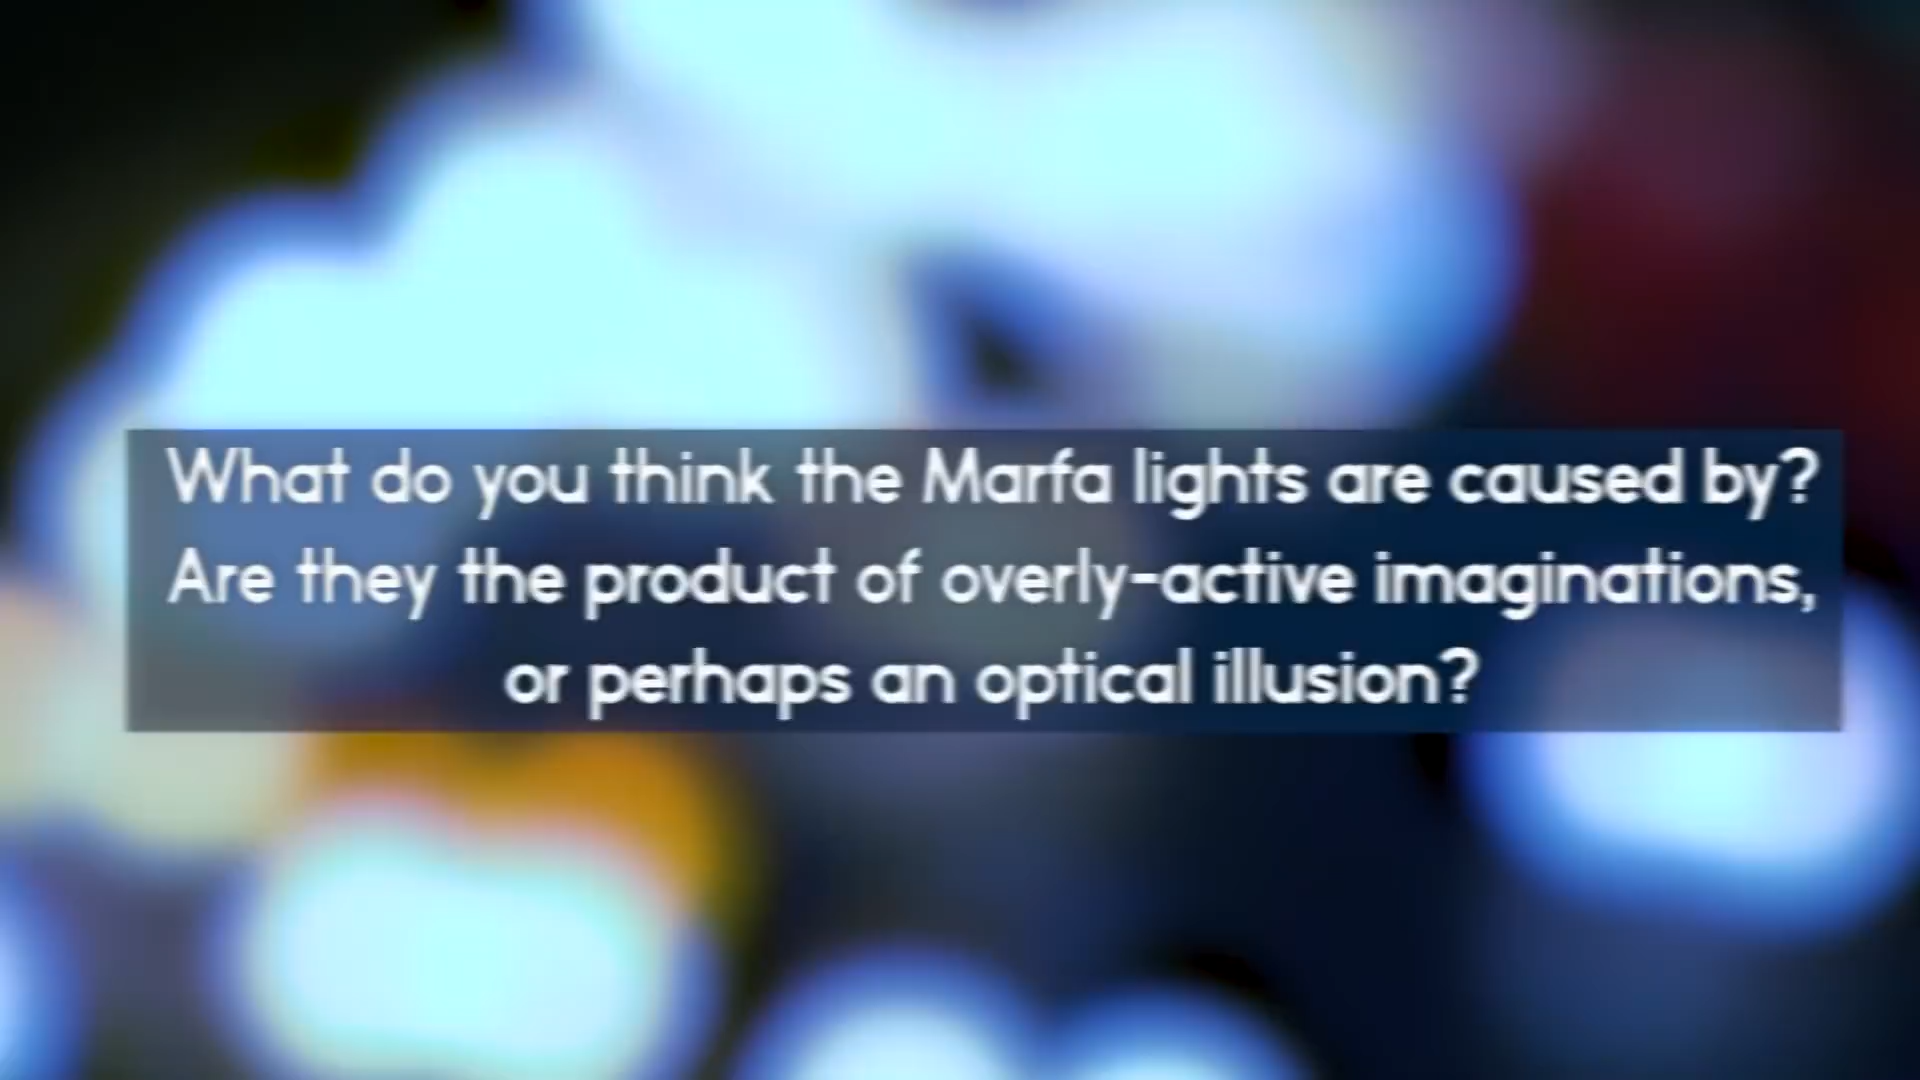 What do you think the Marfa lights are caused by?
Are they the product of overly-active imaginations,
or perhaps an optical illusion?